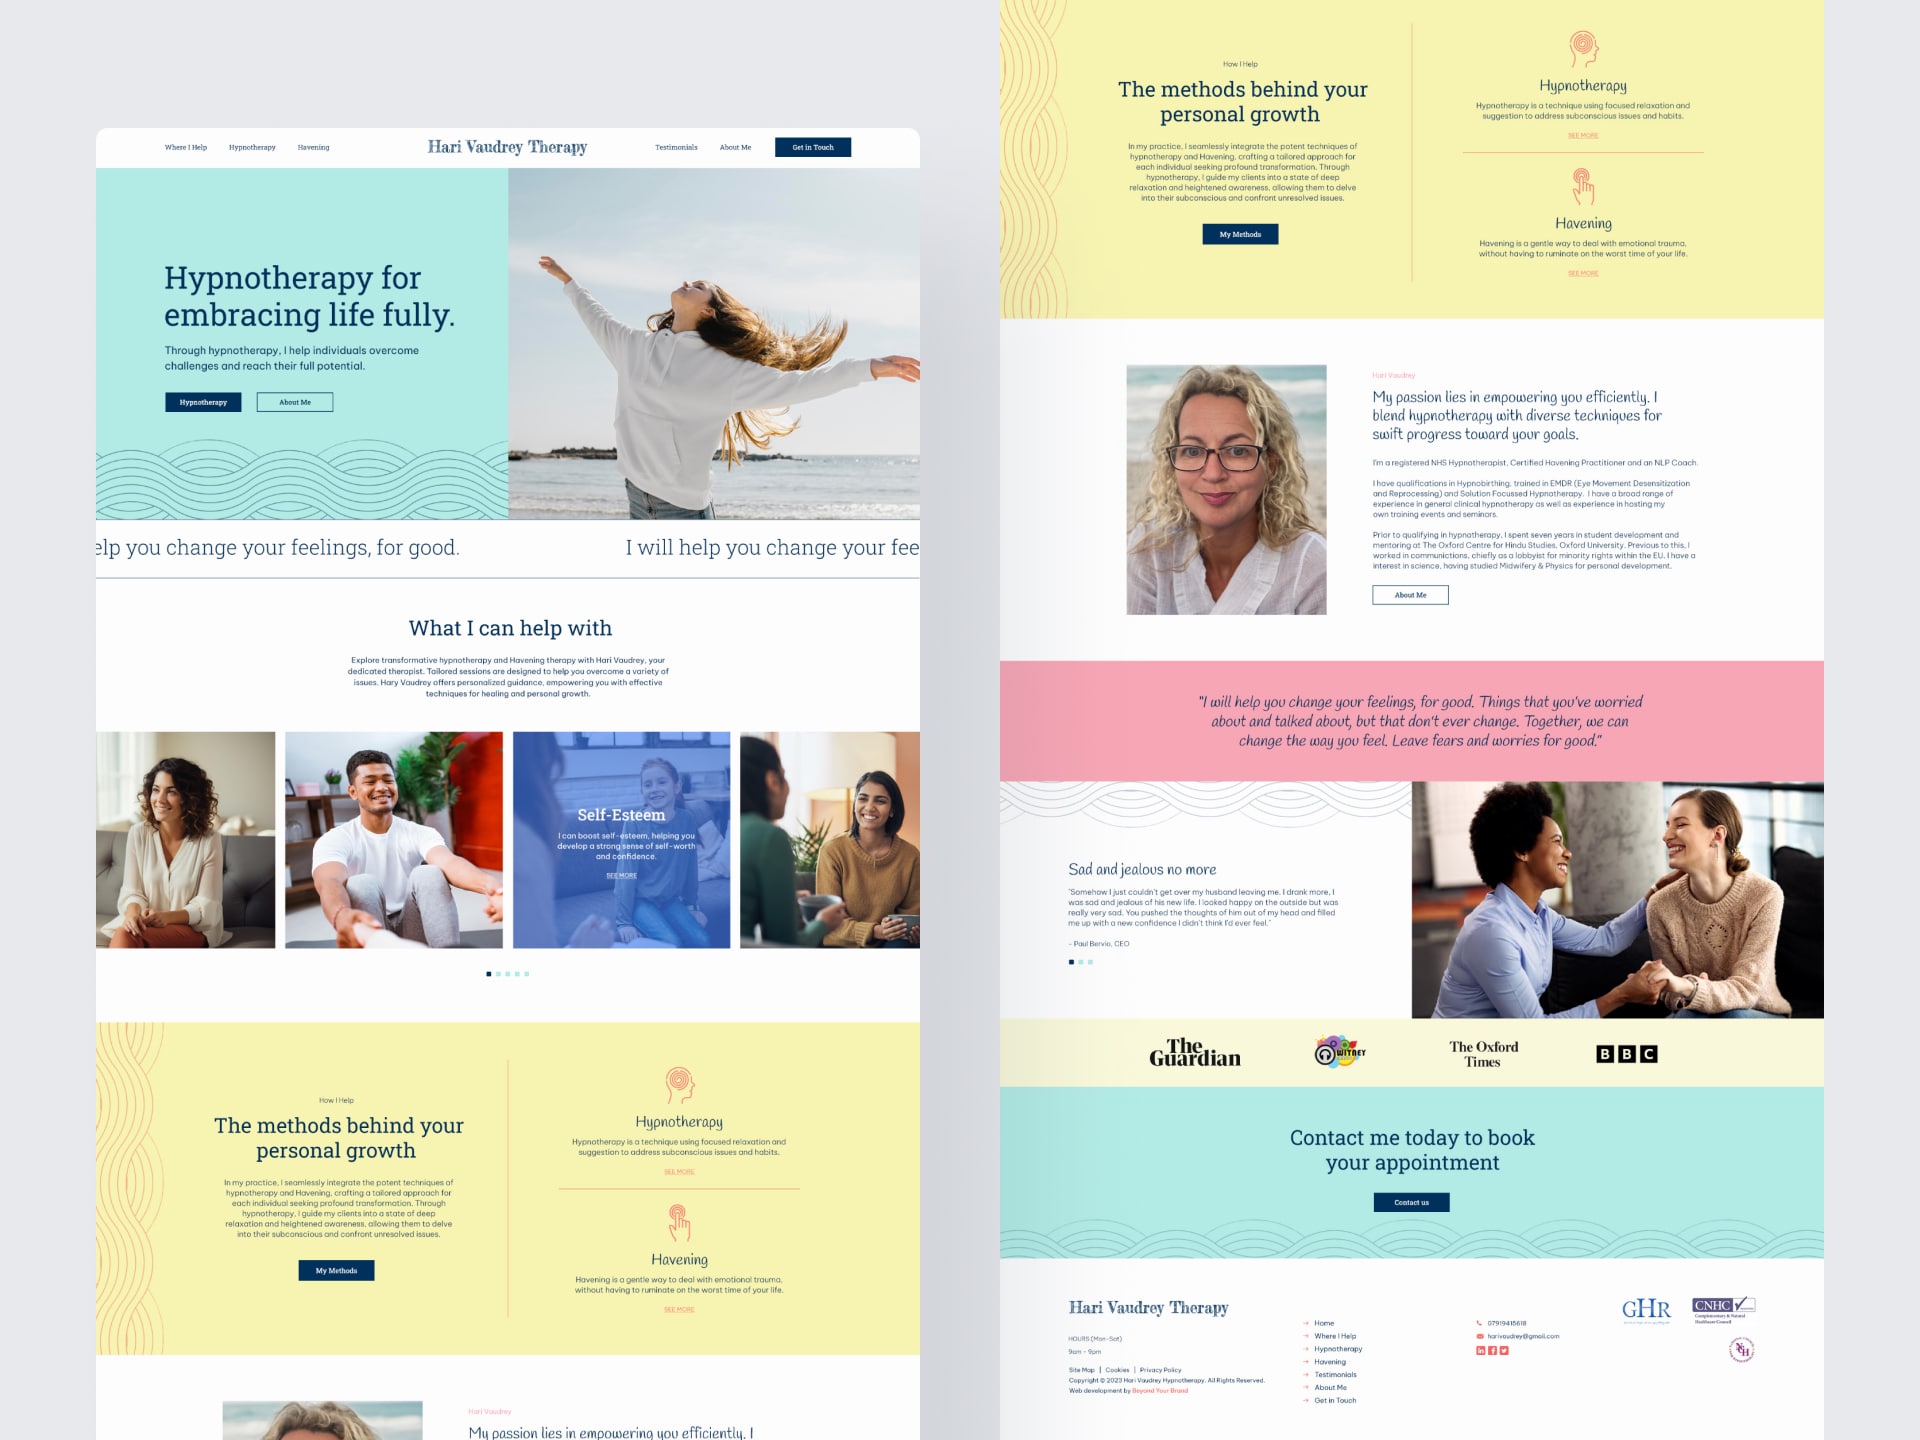 Where I Help
Hypnotherapy
Havening
Hari Vaudrey Therapy
Testimonials
About Me
Get in Touch
Hypnotherapy for
embracing life fully.
Through hypnotherapy, I help individuals overcome
challenges and reach their full potential.
Hypnotherapy
About Me
elp you change your feelings, for good.
I will help you change your fee
What I can help with
Explore transformative hypnotherapy and Havening therapy with Hari Vaudrey, your
dedicated therapist. Tailored sessions are designed to help you overcome a variety of
issues. Hary Vaudrey offers personalized guidance, empowering you with effective
techniques for healing and personal growth.
Self-Esteem
I can boost self-esteem, helping you
develop a strong sense of self-worth
and confidence.
SEE MORE
How I Help
The methods behind your
personal growth
In my practice, I seamlessly integrate the potent techniques of
hypnotherapy and Havening, crafting a tailored approach for
each individual seeking profound transformation. Through
hypnotherapy, I guide my clients into a state of deep
relaxation and heightened awareness, allowing them to delve
into their subconscious and confront unresolved issues.
My Methods
Hypnotherapy
Hypnotherapy is a technique using focused relaxation and
suggestion to address subconscious issues and habits.
SEE MORE
Havening
Havening is a gentle way to deal with emotional trauma,
without having to ruminate on the worst time of your life.
SEE MORE
Hari Vaudrey
My passion lies in empowering you efficiently. I
How I Help
The methods behind your
personal growth
In my practice, I seamlessly integrate the potent techniques of
hypnotherapy and Havening, crafting a tailored approach for
each individual seeking profound transformation. Through
hypnotherapy, I guide my clients into a state of deep
relaxation and heightened awareness, allowing them to delve
into their subconscious and confront unresolved issues.
My Methods
Hypnotherapy
Hypnotherapy is a technique using focused relaxation and
suggestion to address subconscious issues and habits.
SEE MORE
Havening
Havening is a gentle way to deal with emotional trauma,
without having to ruminate on the worst time of your life.
SEE MORE
Hari Vaudrey
My passion lies in empowering you efficiently. I
blend hypnotherapy with diverse techniques for
swift progress toward your goals.
I'm a registered NHS Hypnotherapist, Certified Havening Practitioner and an NLP Coach.
I have qualifications in Hypnobirthing, trained in EMDR (Eye Movement Desensitization
and Reprocessing) and Solution Focussed Hypnotherapy. I have a broad range of
experience in general clinical hypnotherapy as well as experience in hosting my
own training events and seminars.
Prior to qualifying in hypnotherapy, I spent seven years in student development and
mentoring at The Oxford Centre for Hindu Studies, Oxford University. Previous to this, I
worked in communications, chiefly as a lobbyist for minority rights within the EU. I have a
interest in science, having studied Midwifery & Physics for personal development.
About Me
"I will help you change your feelings, for good. Things that you've worried
about and talked about, but that don't ever change. Together, we can
change the way you feel. Leave fears and worries for good."
Sad and jealous no more
"Somehow I just couldn't get over my husband leaving me. I drank more, I
was sad and jealous of his new life. I looked happy on the outside but was
really very sad. You pushed the thoughts of him out of my head and filled
me up with a new confidence I didn't think I'd ever feel."
- Paul Bervio, CEO
The
Guardian
WITNEY
The Oxford
Times
BBC
Contact me today to book
your appointment
Contact us
Hari Vaudrey Therapy
HOURS (Mon-Sat)
9am - 9pm
Site Map | Cookies | Privacy Policy
Copyright © 2023 Hari Vaudrey Hypnotherapy. All Rights Reserved.
Web development by Beyond Your Brand
Home
Where I Help
Hypnotherapy
Havening
Testimonials
About Me
Get in Touch
07919415618
harivaudrey@gmail.com
GHR
CNHC
Complementary & Natural
Healthcare Council
NCH